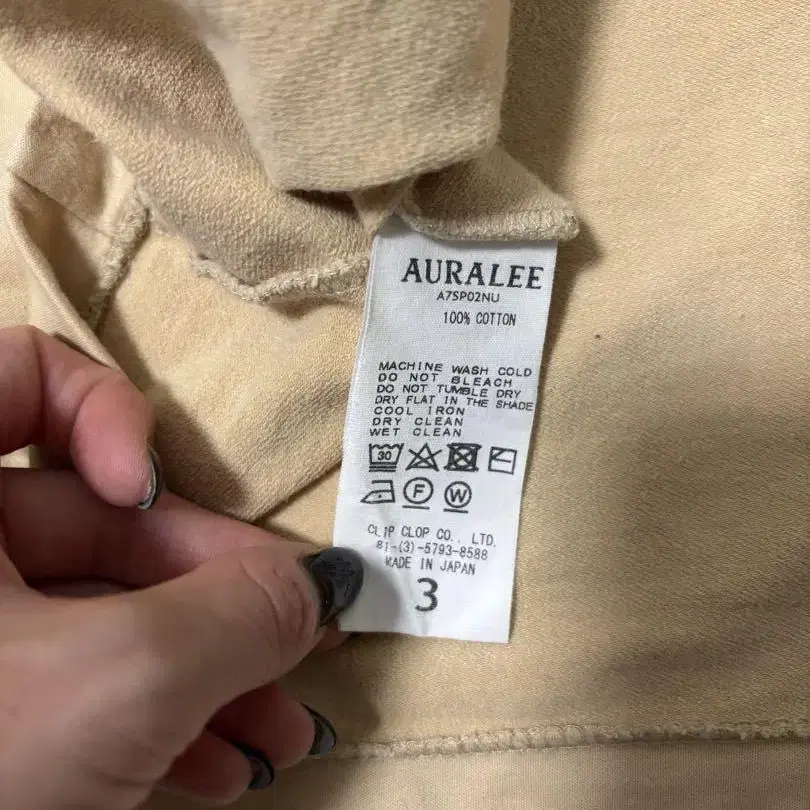 AURALEE
A7SP02NU
100% COTTON
MACHINE WASH COLD
DO NOT BLEACH
DO NOT TUMBLE DRY
DRY FLAT IN THE SHADE
COOL IRON
DRY CLEAN
WET CLEAN
30
F W
CLIP CLOP CO., LTD.
81-(3)-5793-8588
MADE IN JAPAN
3